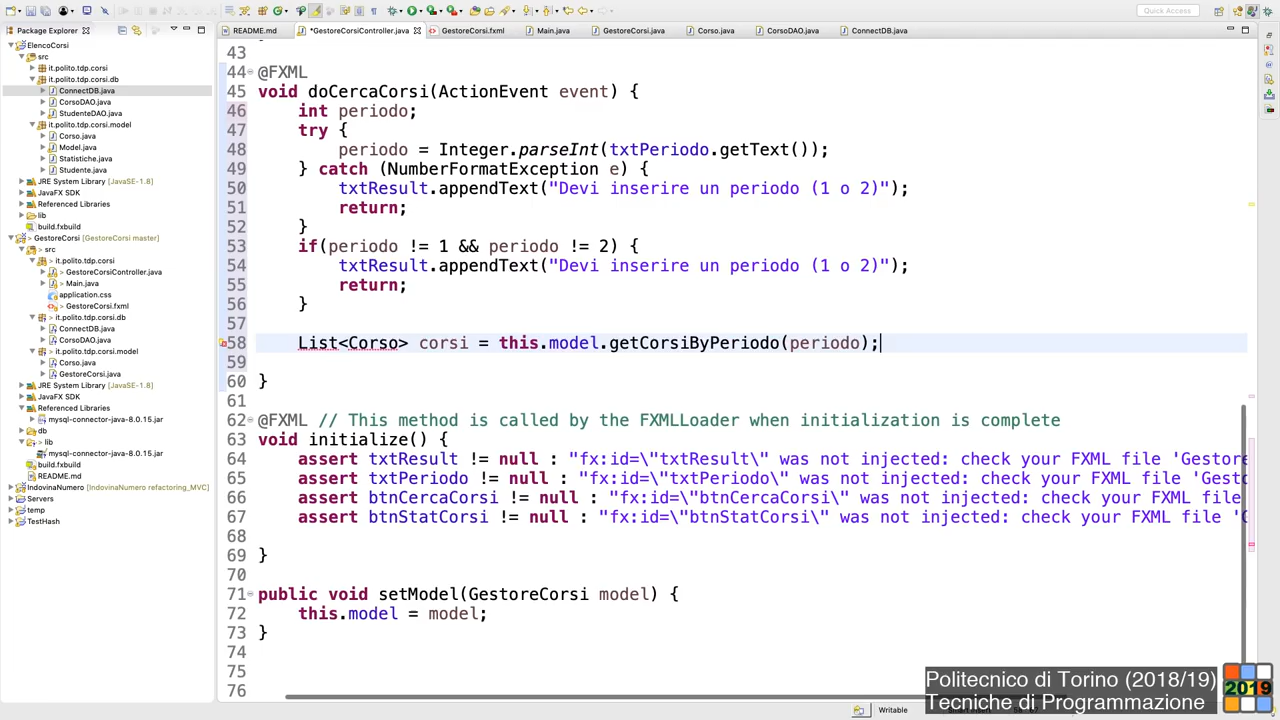 Quick Access
Package Explorer
README.md
*GestoreCorsiController.java
GestoreCorsi.fxml
Main.java
GestoreCorsi.java
Corso.java
CorsoDAO.java
ConnectDB.java
ElencoCorsi
src
it.polito.tdp.corsi
it.polito.tdp.corsi.db
ConnectDB.java
CorsoDAO.java
StudenteDAO.java
it.polito.tdp.corsi.model
Corso.java
Model.java
Statistiche.java
Studente.java
JRE System Library [JavaSE-1.8]
JavaFX SDK
Referenced Libraries
lib
build.fxbuild
> GestoreCorsi [GestoreCorsi master]
> src
> it.polito.tdp.corsi
> GestoreCorsiController.java
> Main.java
application.css
> GestoreCorsi.fxml
it.polito.tdp.corsi.db
ConnectDB.java
CorsoDAO.java
it.polito.tdp.corsi.model
Corso.java
GestoreCorsi.java
JRE System Library [JavaSE-1.8]
JavaFX SDK
Referenced Libraries
mysql-connector-java-8.0.15.jar
db
> lib
mysql-connector-java-8.0.15.jar
build.fxbuild
README.md
IndovinaNumero [IndovinaNumero refactoring_MVC]
Servers
temp
TestHash
43
44 @FXML
45 void doCercaCorsi(ActionEvent event) {
46 int periodo;
47 try {
48 periodo = Integer.parseInt(txtPeriodo.getText());
49 } catch (NumberFormatException e) {
50 txtResult.appendText("Devi inserire un periodo (1 o 2)");
51 return;
52 }
53 if(periodo != 1 && periodo != 2) {
54 txtResult.appendText("Devi inserire un periodo (1 o 2)");
55 return;
56 }
57
58 List<Corso> corsi = this.model.getCorsiByPeriodo(periodo);
59
60 }
61
62 @FXML // This method is called by the FXMLLoader when initialization is complete
63 void initialize() {
64 assert txtResult != null : "fx:id=\"txtResult\" was not injected: check your FXML file 'Gestore
65 assert txtPeriodo != null : "fx:id=\"txtPeriodo\" was not injected: check your FXML file 'Gesto
66 assert btnCercaCorsi != null : "fx:id=\"btnCercaCorsi\" was not injected: check your FXML file
67 assert btnStatCorsi != null : "fx:id=\"btnStatCorsi\" was not injected: check your FXML file '
68
69 }
70
71 public void setModel(GestoreCorsi model) {
72 this.model = model;
73 }
74
75
76
Politecnico di Torino (2018/19)
Tecniche di Programmazione
2019
Writable